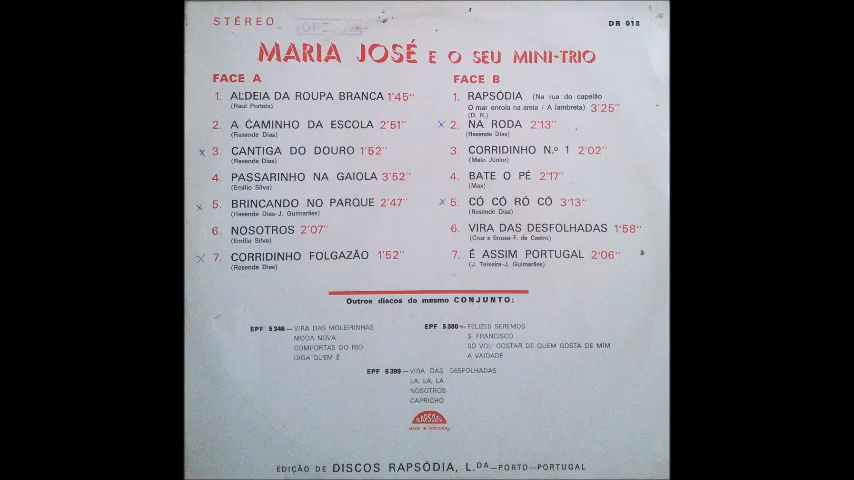 STÉREO
DR 018
MARIA JOSÉ E O SEU MINI-TRIO
FACE A
1. ALDEIA DA ROUPA BRANCA 1'45"
(Raul Portela)
2. A CAMINHO DA ESCOLA 2'51"
(Resende Dias)
x 3. CANTIGA DO DOURO 1'52"
(Resende Dias)
4. PASSARINHO NA GAIOLA 3'52"
(Emílio Silva)
x 5. BRINCANDO NO PARQUE 2'47"
(Resende Dias-J. Guimarães)
6. NOSOTROS 2'07"
(Emílio Silva)
x 7. CORRIDINHO FOLGAZÃO 1'52"
(Resende Dias)
FACE B
1. RAPSÓDIA (Na rua do capelão
O mar enrola na areia / A lambreta) 3'25"
(D. R.)
x 2. NA RODA 2'13"
(Resende Dias)
3. CORRIDINHO N.º 1 2'02"
(Melo Júnior)
4. BATE O PÉ 2'17"
(Max)
x 5. CÓ CÓ RÓ CÓ 3'13"
(Resende Dias)
6. VIRA DAS DESFOLHADAS 1'58"
(Cruz e Sousa-F. de Castro)
7. É ASSIM PORTUGAL 2'06"
(J. Teixeira-J. Guimarães)
Outros discos do mesmo CONJUNTO:
EPF 5346—VIRA DAS MOLEIRINHAS
MODA NOVA
COMPORTAS DO RIO
DIGA QUEM É
EPF 5380—FELIZES SEREMOS
S. FRANCISCO
SÓ VOU GOSTAR DE QUEM GOSTA DE MIM
A VAIDADE
EPF 5399—VIRA DAS DESFOLHADAS
LA, LA, LA
NOSOTROS
CAPRICHO
RAPSÓDIA
MADE IN PORTUGAL
EDIÇÃO DE DISCOS RAPSÓDIA, L.DA—PORTO—PORTUGAL